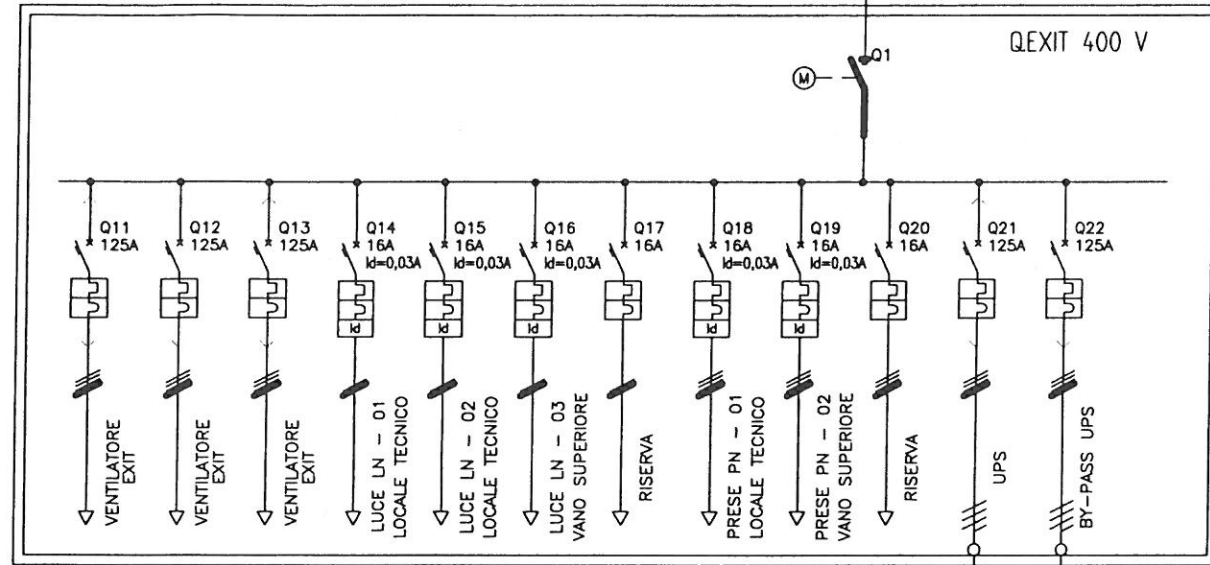 QEXIT 400 V
Q1
M
Q11
125A
Q12
125A
Q13
125A
Q14
16A
Id=0,03A
Q15
16A
Id=0,03A
Q16
16A
Id=0,03A
Q17
16A
Q18
16A
Id=0,03A
Q19
16A
Id=0,03A
Q20
16A
Q21
125A
Q22
125A
Id
Id
Id
Id
Id
VENTILATORE
EXIT
VENTILATORE
EXIT
VENTILATORE
EXIT
LUCE LN - 01
LOCALE TECNICO
LUCE LN - 02
LOCALE TECNICO
LUCE LN - 03
VANO SUPERIORE
RISERVA
PRESE PN - 01
LOCALE TECNICO
PRESE PN - 02
VANO SUPERIORE
RISERVA
UPS
BY-PASS UPS